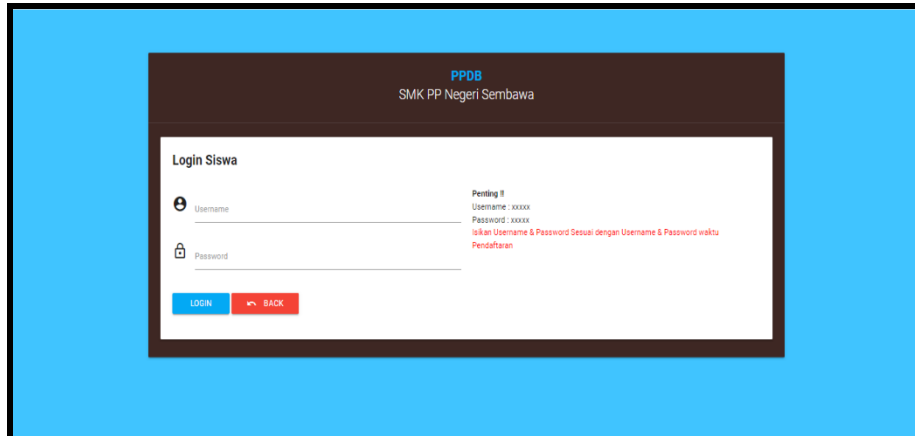 PPDB
SMK PP Negeri Sembawa
Login Siswa
Username
Password
LOGIN
BACK
Penting !!
Username : xxxxx
Password : xxxxx
Isikan Username & Password Sesuai dengan Username & Password waktu
Pendaftaran